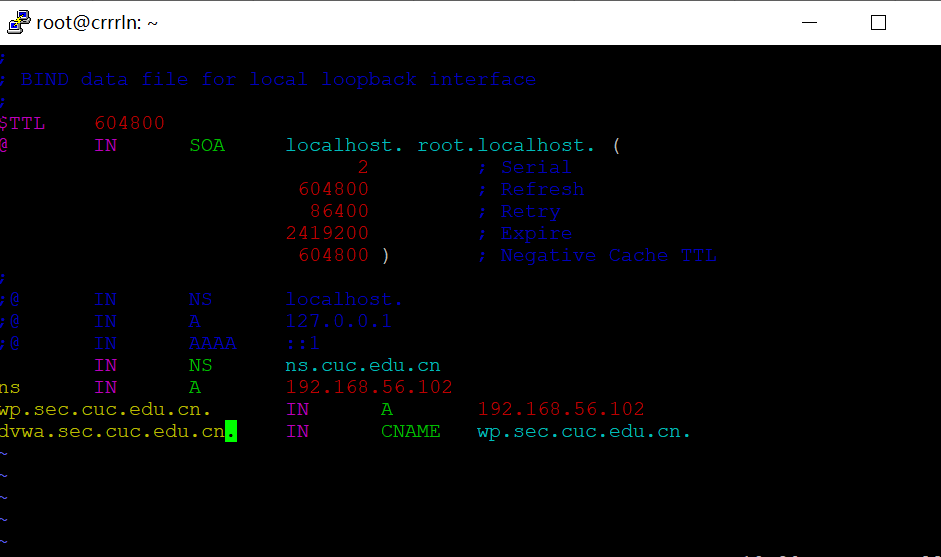 root@crrrln: ~
;
; BIND data file for local loopback interface
;
$TTL 604800
@ IN SOA localhost. root.localhost. (
2 ; Serial
604800 ; Refresh
86400 ; Retry
2419200 ; Expire
604800 ) ; Negative Cache TTL
;
;@ IN NS localhost.
;@ IN A 127.0.0.1
;@ IN AAAA ::1
IN NS ns.cuc.edu.cn
ns IN A 192.168.56.102
wp.sec.cuc.edu.cn. IN A 192.168.56.102
dvwa.sec.cuc.edu.cn. IN CNAME wp.sec.cuc.edu.cn.
~
~
~
~
~